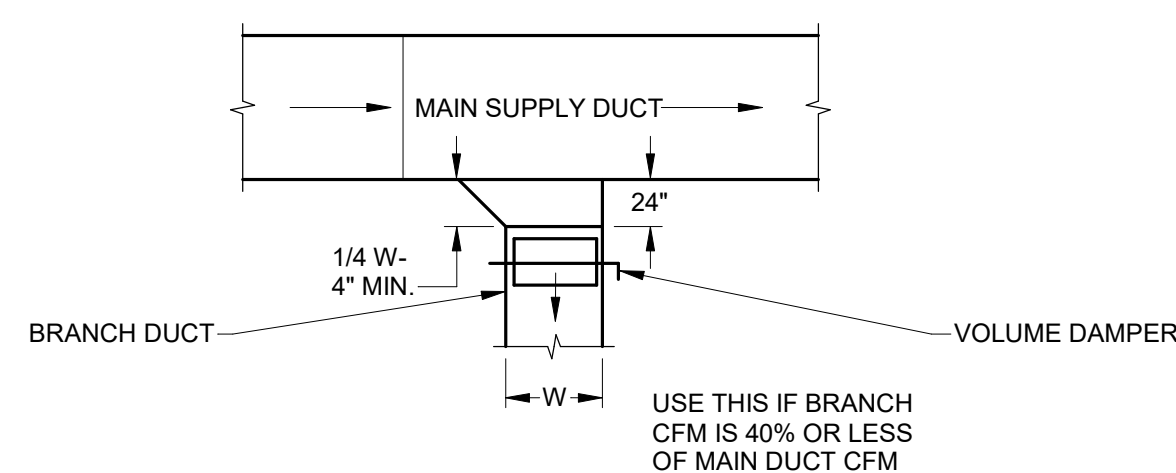 MAIN SUPPLY DUCT
24"
1/4 W-
4" MIN.
BRANCH DUCT
VOLUME DAMPER
W
USE THIS IF BRANCH
CFM IS 40% OR LESS
OF MAIN DUCT CFM